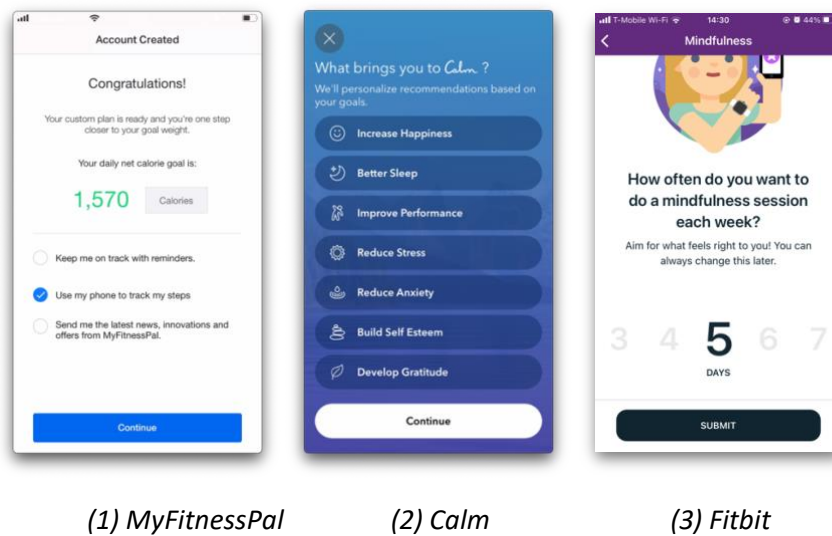 Account Created
Congratulations!
Your custom plan is ready and you're one step
closer to your goal weight.
Your daily net calorie goal is:
1,570 Calories
Keep me on track with reminders.
Use my phone to track my steps
Send me the latest news, innovations and
offers from MyFitnessPal.
Continue
What brings you to Calm ?
We'll personalize recommendations based on
your goals.
Increase Happiness
Better Sleep
Improve Performance
Reduce Stress
Reduce Anxiety
Build Self Esteem
Develop Gratitude
Continue
T-Mobile Wi-Fi 14:30 44%
Mindfulness
How often do you want to
do a mindfulness session
each week?
Aim for what feels right to you! You can
always change this later.
3 4 5 6 7
DAYS
SUBMIT
(1) MyFitnessPal (2) Calm (3) Fitbit